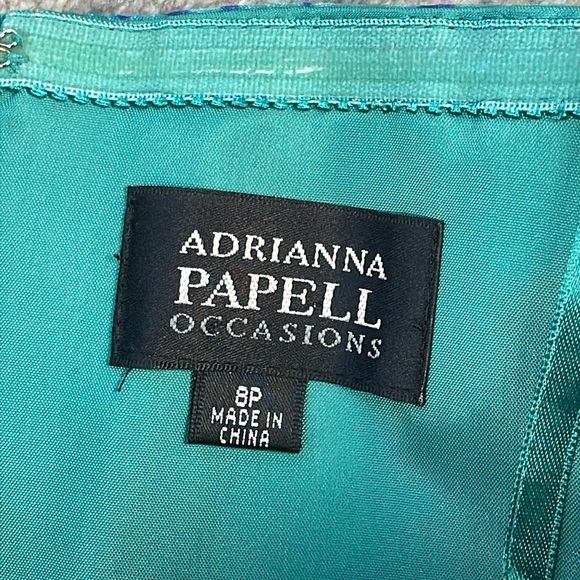 ADRIANNA
PAPELL
OCCASIONS
8P
MADE IN
CHINA